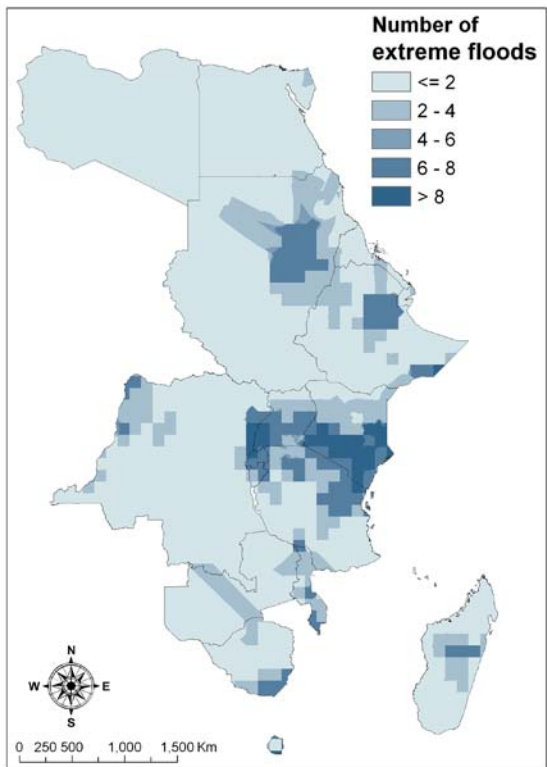 Number of
extreme floods
<= 2
2 - 4
4 - 6
6 - 8
> 8
N
W E
S
0 250 500 1,000 1,500 Km